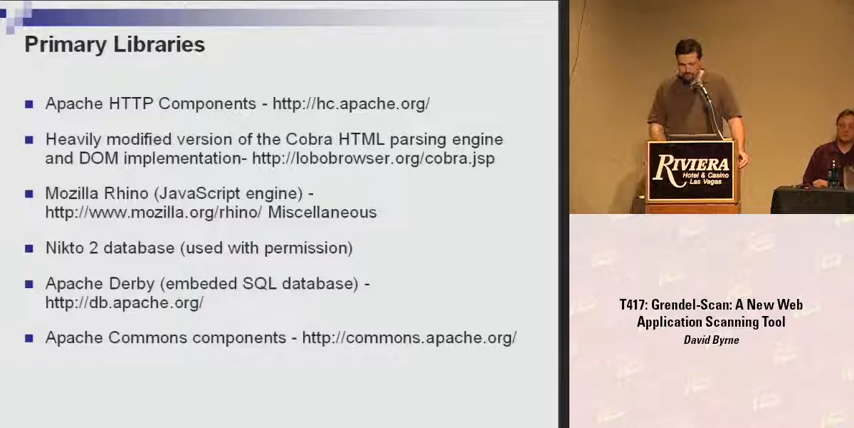 Primary Libraries
Apache HTTP Components - http://hc.apache.org/
Heavily modified version of the Cobra HTML parsing engine
and DOM implementation- http://lobobrowser.org/cobra.jsp
Mozilla Rhino (JavaScript engine) -
http://www.mozilla.org/rhino/ Miscellaneous
Nikto 2 database (used with permission)
Apache Derby (embeded SQL database) -
http://db.apache.org/
Apache Commons components - http://commons.apache.org/
RIVIERA
Hotel & Casino
Las Vegas
T417: Grendel-Scan: A New Web
Application Scanning Tool
David Byrne